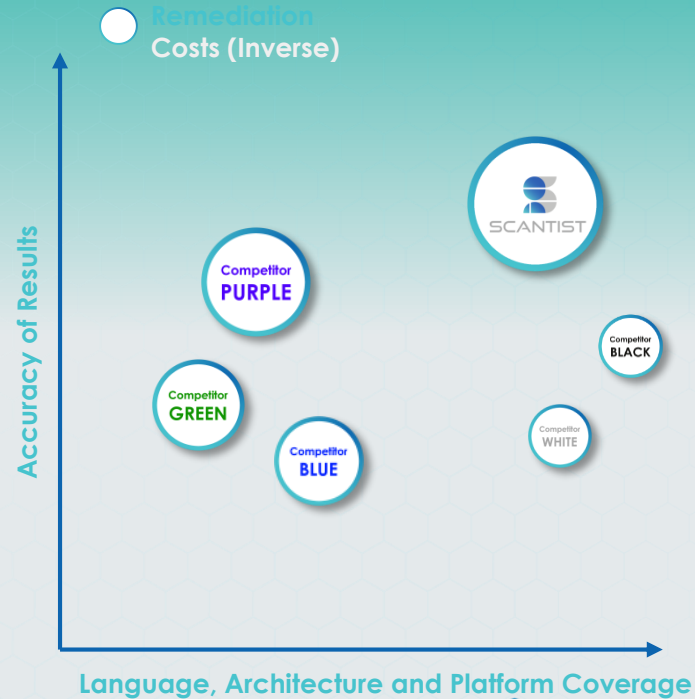 Remediation
Costs (Inverse)
SCANTIST
Competitor
PURPLE
Competitor
BLACK
Competitor
GREEN
Competitor
WHITE
Competitor
BLUE
Accuracy of Results
Language, Architecture and Platform Coverage